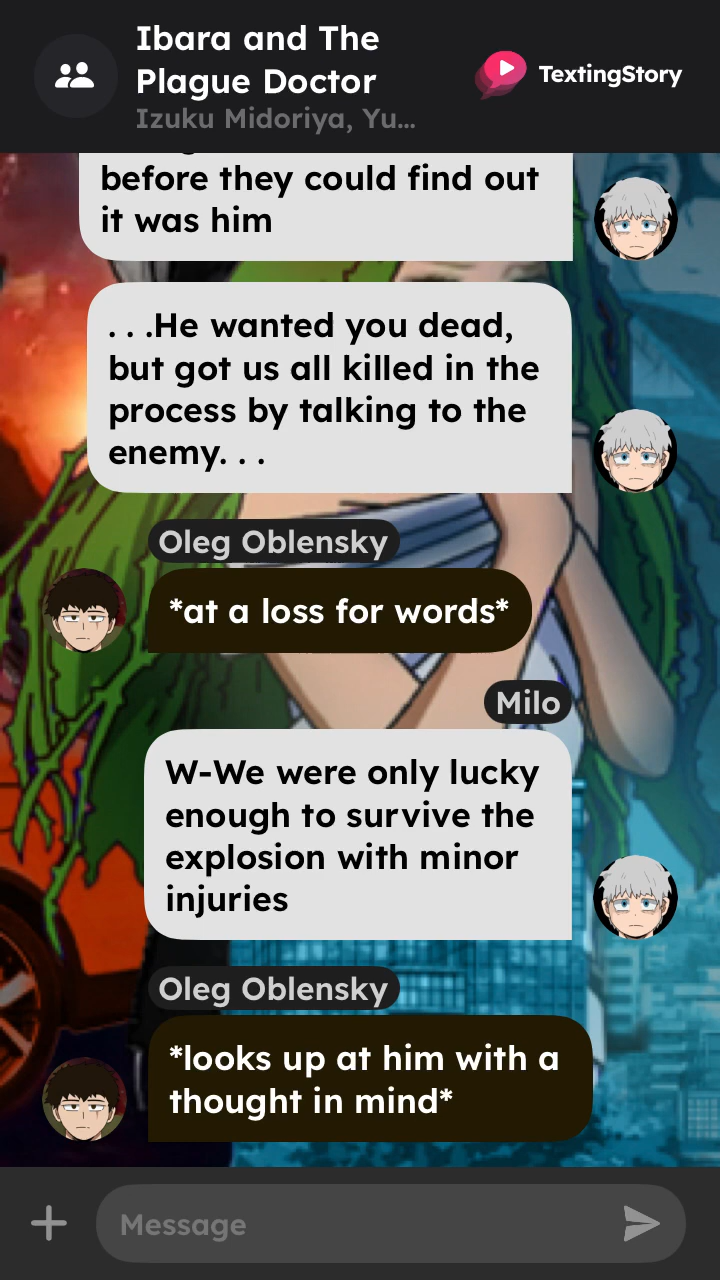 Ibara and The
Plague Doctor
Izuku Midoriya, Yu...
TextingStory
before they could find out
it was him
. . .He wanted you dead,
but got us all killed in the
process by talking to the
enemy. . .
Oleg Oblensky
*at a loss for words*
Milo
W-We were only lucky
enough to survive the
explosion with minor
injuries
Oleg Oblensky
*looks up at him with a
thought in mind*
Message